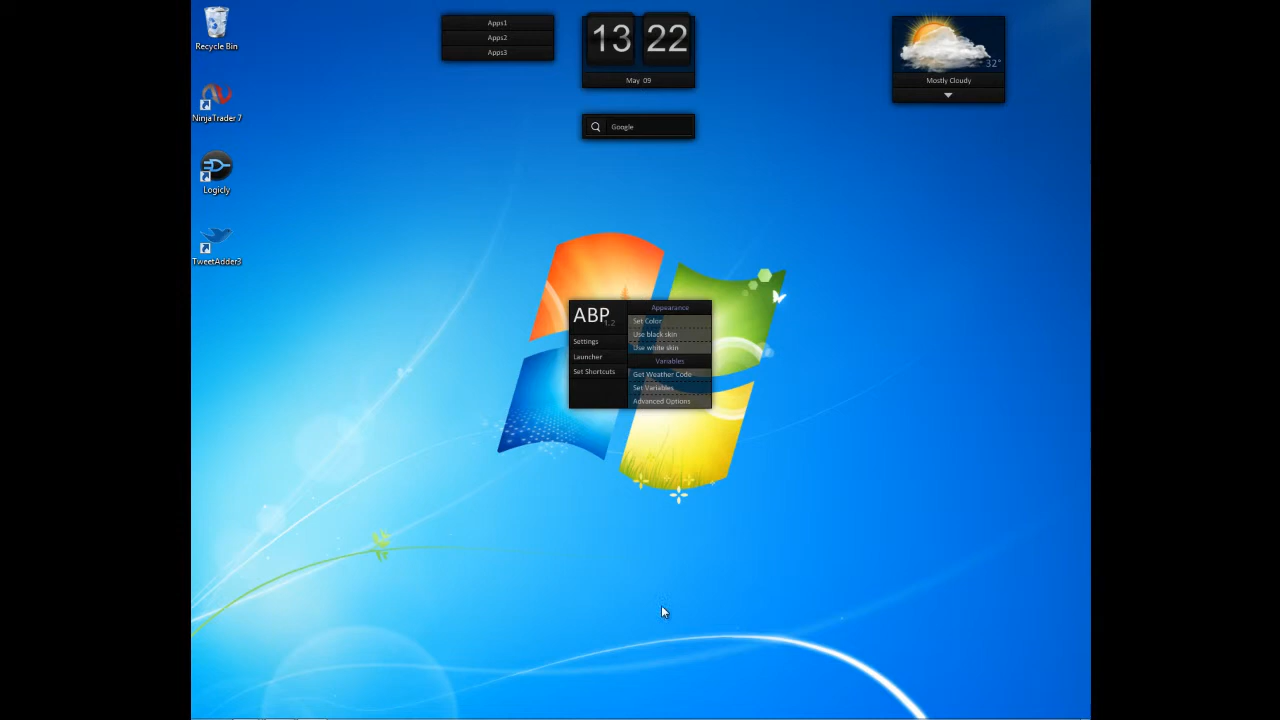 Recycle Bin
NinjaTrader 7
Logicly
TweetAdder3
Apps1
Apps2
Apps3
13 22
May 09
Google
32°
Mostly Cloudy
ABP 1.2
Settings
Launcher
Set Shortcuts
Appearance
Set Color
Use black skin
Use white skin
Variables
Get Weather Code
Set Variables
Advanced Options